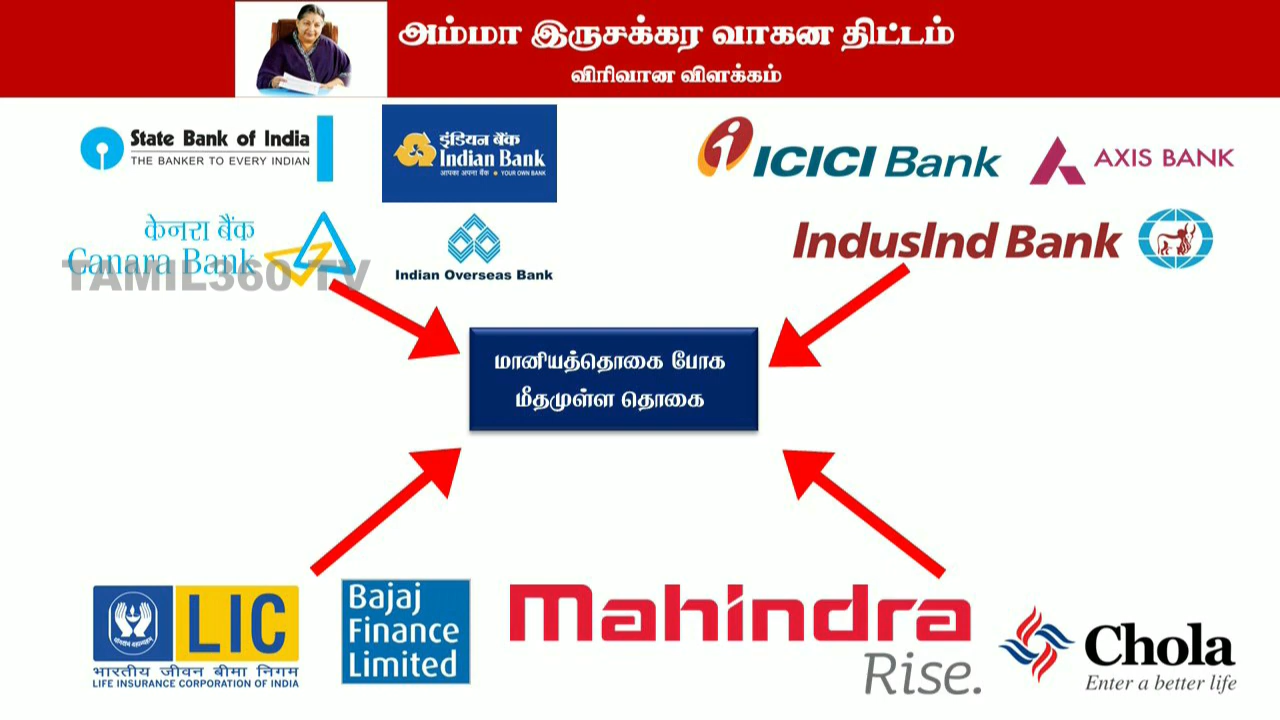 அம்மா இருசக்கர வாகன திட்டம்
விரிவான விளக்கம்
State Bank of India
THE BANKER TO EVERY INDIAN
इंडियन बैंक
Indian Bank
आपका अपना बैंक • YOUR OWN BANK
ICICI Bank
AXIS BANK
केनरा बैंक
Canara Bank
TAMIL360 TV
Indian Overseas Bank
IndusInd Bank
மானியத்தொகை போக
மீதமுள்ள தொகை
LIC
भारतीय जीवन बीमा निगम
LIFE INSURANCE CORPORATION OF INDIA
Bajaj
Finance
Limited
Mahindra
Rise.
Chola
Enter a better life